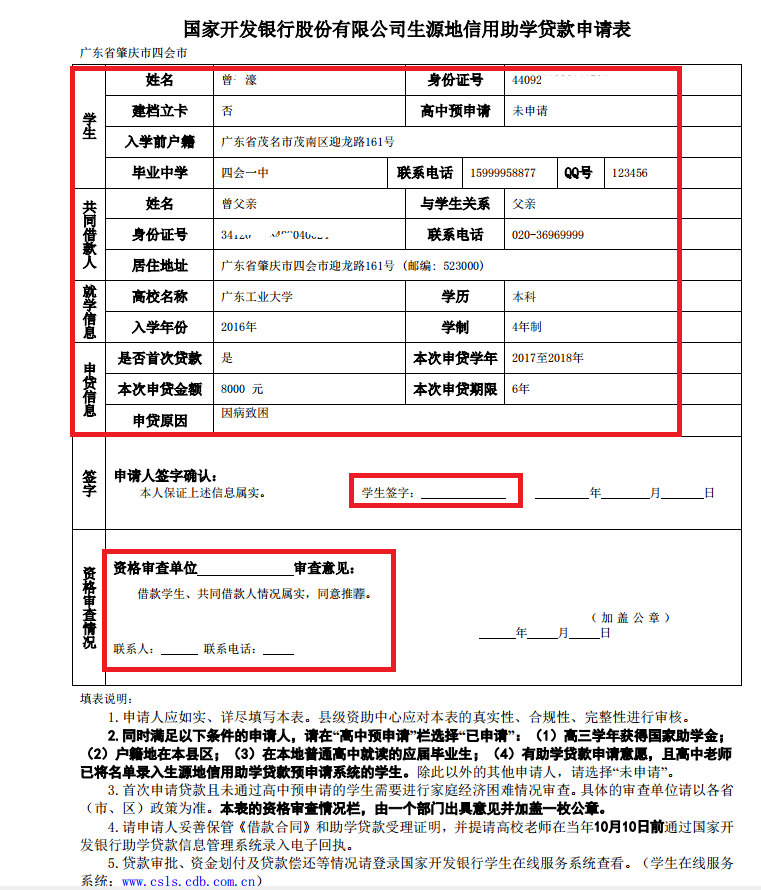 国家开发银行股份有限公司生源地信用助学贷款申请表
广东省肇庆市四会市
学生
姓名 曾 濠 身份证号 44092
建档立卡 否 高中预申请 未申请
入学前户籍 广东省茂名市茂南区迎龙路161号
毕业中学 四会一中 联系电话 15999958877 QQ号 123456
共同借款人
姓名 曾父亲 与学生关系 父亲
身份证号 联系电话 020-36969999
居住地址 广东省肇庆市四会市迎龙路161号 (邮编: 523000)
就学信息
高校名称 广东工业大学 学历 本科
入学年份 2016年 学制 4年制
申贷信息
是否首次贷款 是 本次申贷学年 2017至2018年
本次申贷金额 8000 元 本次申贷期限 6年
申贷原因 因病致困
签字
申请人签字确认：
本人保证上述信息属实。 学生签字：____ ____年____月____日
资格审查情况
资格审查单位____审查意见：
借款学生、共同借款人情况属实，同意推荐。
（加盖公章）
____年____月____日
联系人：____ 联系电话：____
填表说明：
1.申请人应如实、详尽填写本表。县级资助中心应对本表的真实性、合规性、完整性进行审核。
2.同时满足以下条件的申请人，请在“高中预申请”栏选择“已申请”：（1）高三学年获得国家助学金；
（2）户籍地在本县区；（3）在本地普通高中就读的应届毕业生；（4）有助学贷款申请意愿，且高中老师
已将名单录入生源地信用助学贷款预申请系统的学生。除此以外的其他申请人，请选择“未申请”。
3.首次申请贷款且未通过高中预申请的学生需要进行家庭经济困难情况审查。具体的审查单位请以各省
（市、区）政策为准。本表的资格审查情况栏，由一个部门出具意见并加盖一枚公章。
4.请申请人妥善保管《借款合同》和助学贷款受理证明，并提请高校老师在当年10月10日前通过国家开
发银行助学贷款信息管理系统录入电子回执。
5.贷款审批、资金划付及贷款偿还等情况请登录国家开发银行学生在线服务系统查看。（学生在线服务
系统：www.csls.cdb.com.cn）